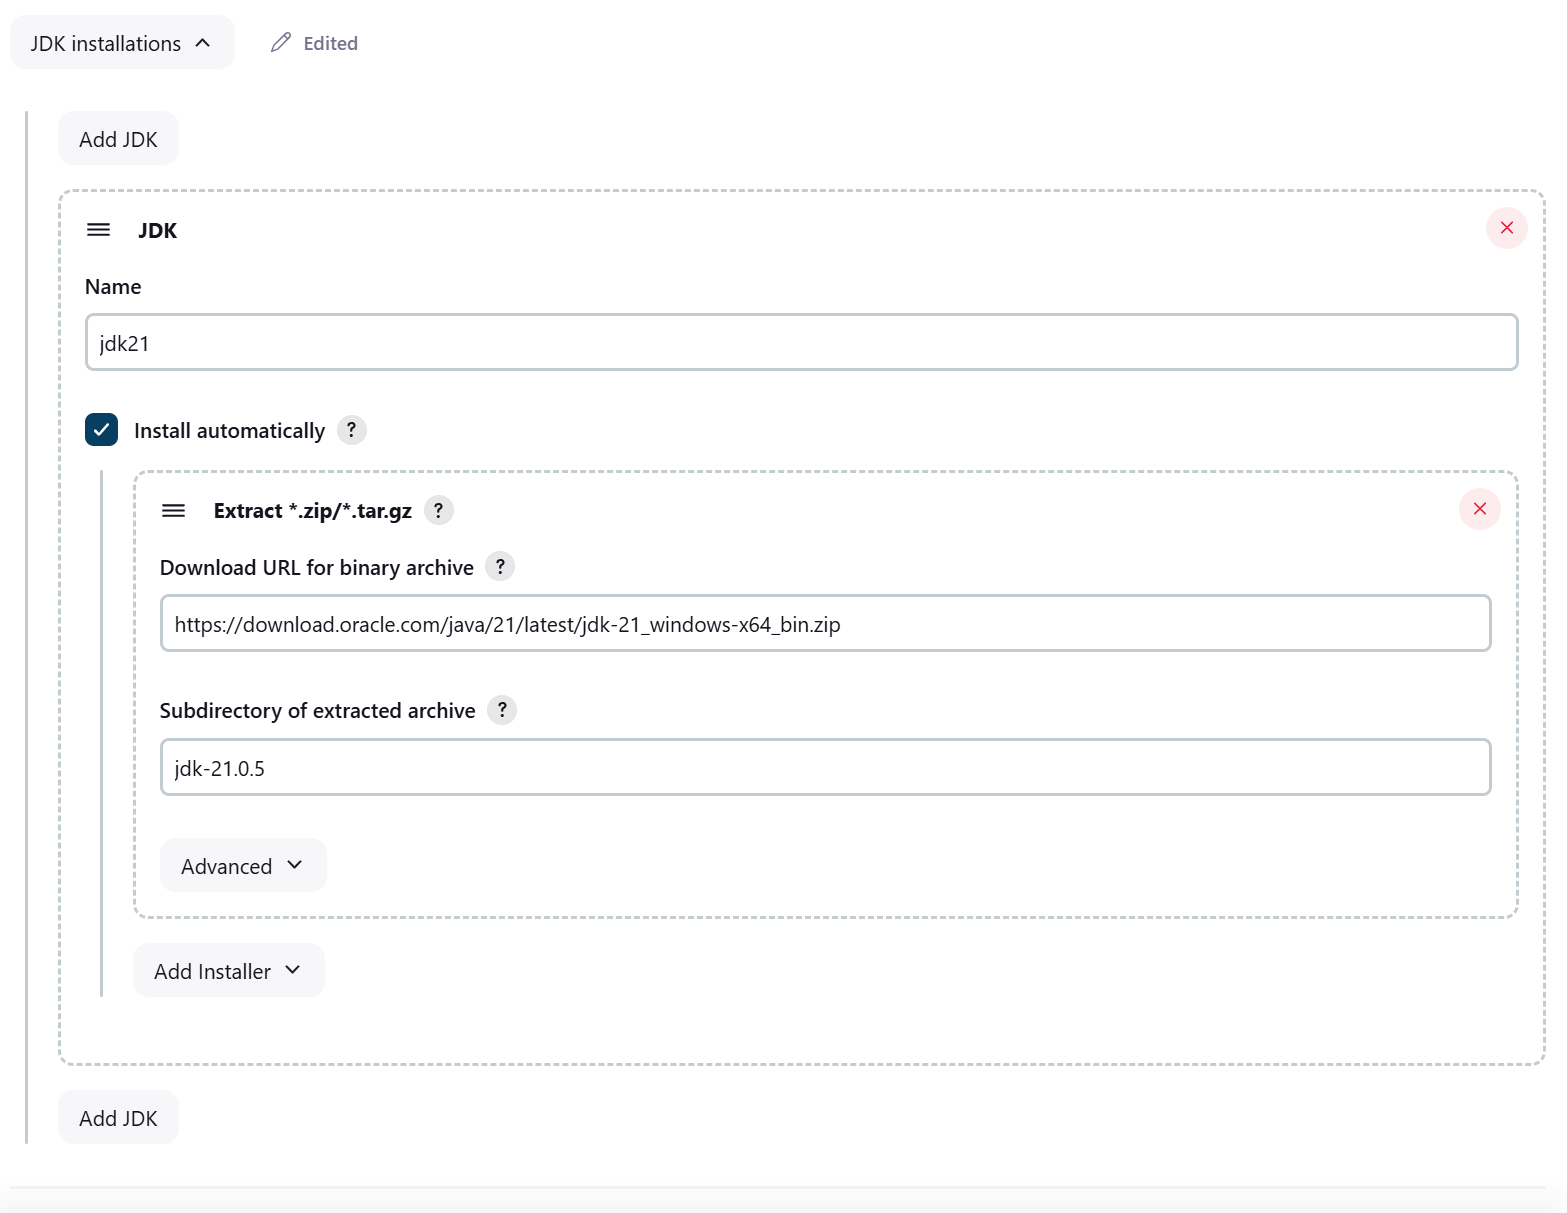 JDK installations
Edited
Add JDK
JDK
Name
jdk21
Install automatically ?
Extract *.zip/*.tar.gz ?
Download URL for binary archive ?
https://download.oracle.com/java/21/latest/jdk-21_windows-x64_bin.zip
Subdirectory of extracted archive ?
jdk-21.0.5
Advanced
Add Installer
Add JDK